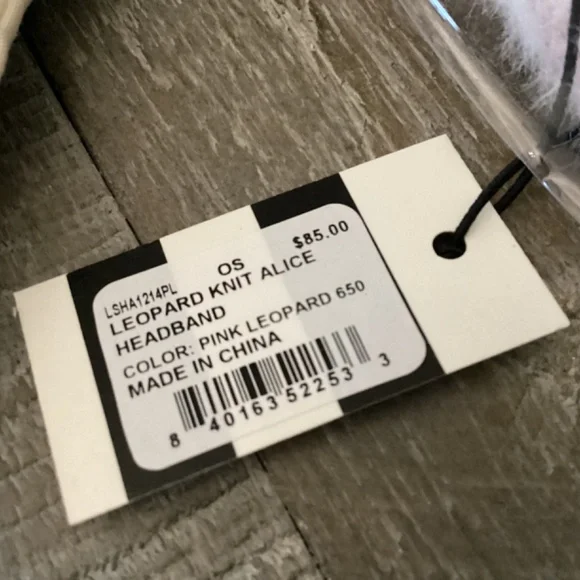 LSHA1214PL OS $85.00
LEOPARD KNIT ALICE
HEADBAND
COLOR: PINK LEOPARD 650
MADE IN CHINA
8 40163 52253 3